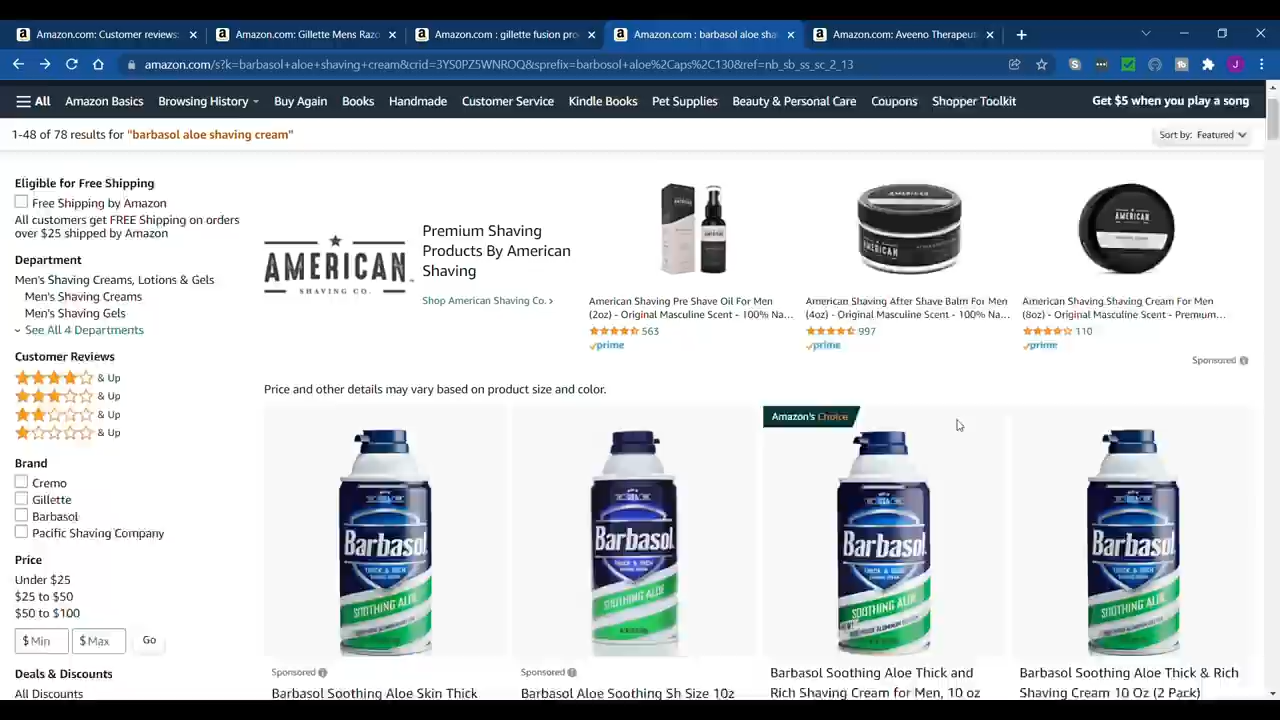 Amazon.com: Customer reviews:
Amazon.com: Gillette Mens Razo
Amazon.com : gillette fusion pro
Amazon.com : barbasol aloe sha
Amazon.com: Aveeno Therapeut
amazon.com/s?k=barbasol+aloe+shaving+cream&crid=3YS0PZ5WNROQ&sprefix=barbosol+aloe%2Caps%2C130&ref=nb_sb_ss_sc_2_13
J
All Amazon Basics Browsing History Buy Again Books Handmade Customer Service Kindle Books Pet Supplies Beauty & Personal Care Coupons Shopper Toolkit Get $5 when you play a song
1-48 of 78 results for "barbasol aloe shaving cream"
Sort by: Featured
Eligible for Free Shipping
Free Shipping by Amazon
All customers get FREE Shipping on orders
over $25 shipped by Amazon
Department
Men's Shaving Creams, Lotions & Gels
Men's Shaving Creams
Men's Shaving Gels
See All 4 Departments
Customer Reviews
& Up
& Up
& Up
& Up
Brand
Cremo
Gillette
Barbasol
Pacific Shaving Company
Price
Under $25
$25 to $50
$50 to $100
$ Min $ Max Go
Deals & Discounts
All Discounts
AMERICAN
SHAVING CO.
Premium Shaving
Products By American
Shaving
Shop American Shaving Co. ›
AMERICAN
AMERICAN
AMERICAN
American Shaving Pre Shave Oil For Men
(2oz) - Original Masculine Scent - 100% Na...
563
prime
American Shaving After Shave Balm For Men
(4oz) - Original Masculine Scent - 100% Na...
997
prime
American Shaving Shaving Cream For Men
(8oz) - Original Masculine Scent - Premium...
110
prime
Sponsored
Price and other details may vary based on product size and color.
Barbasol
THICK & RICH
SOOTHING ALOE
Sponsored
Barbasol Soothing Aloe Skin Thick
Barbasol
THICK & RICH
SOOTHING ALOE
Sponsored
Barbasol Aloe Soothing Sh Size 10z
Amazon's Choice
Barbasol
THICK & RICH
SOOTHING ALOE
Barbasol Soothing Aloe Thick and
Rich Shaving Cream for Men, 10 oz
Barbasol
THICK & RICH
SOOTHING ALOE
Barbasol Soothing Aloe Thick & Rich
Shaving Cream 10 Oz (2 Pack)